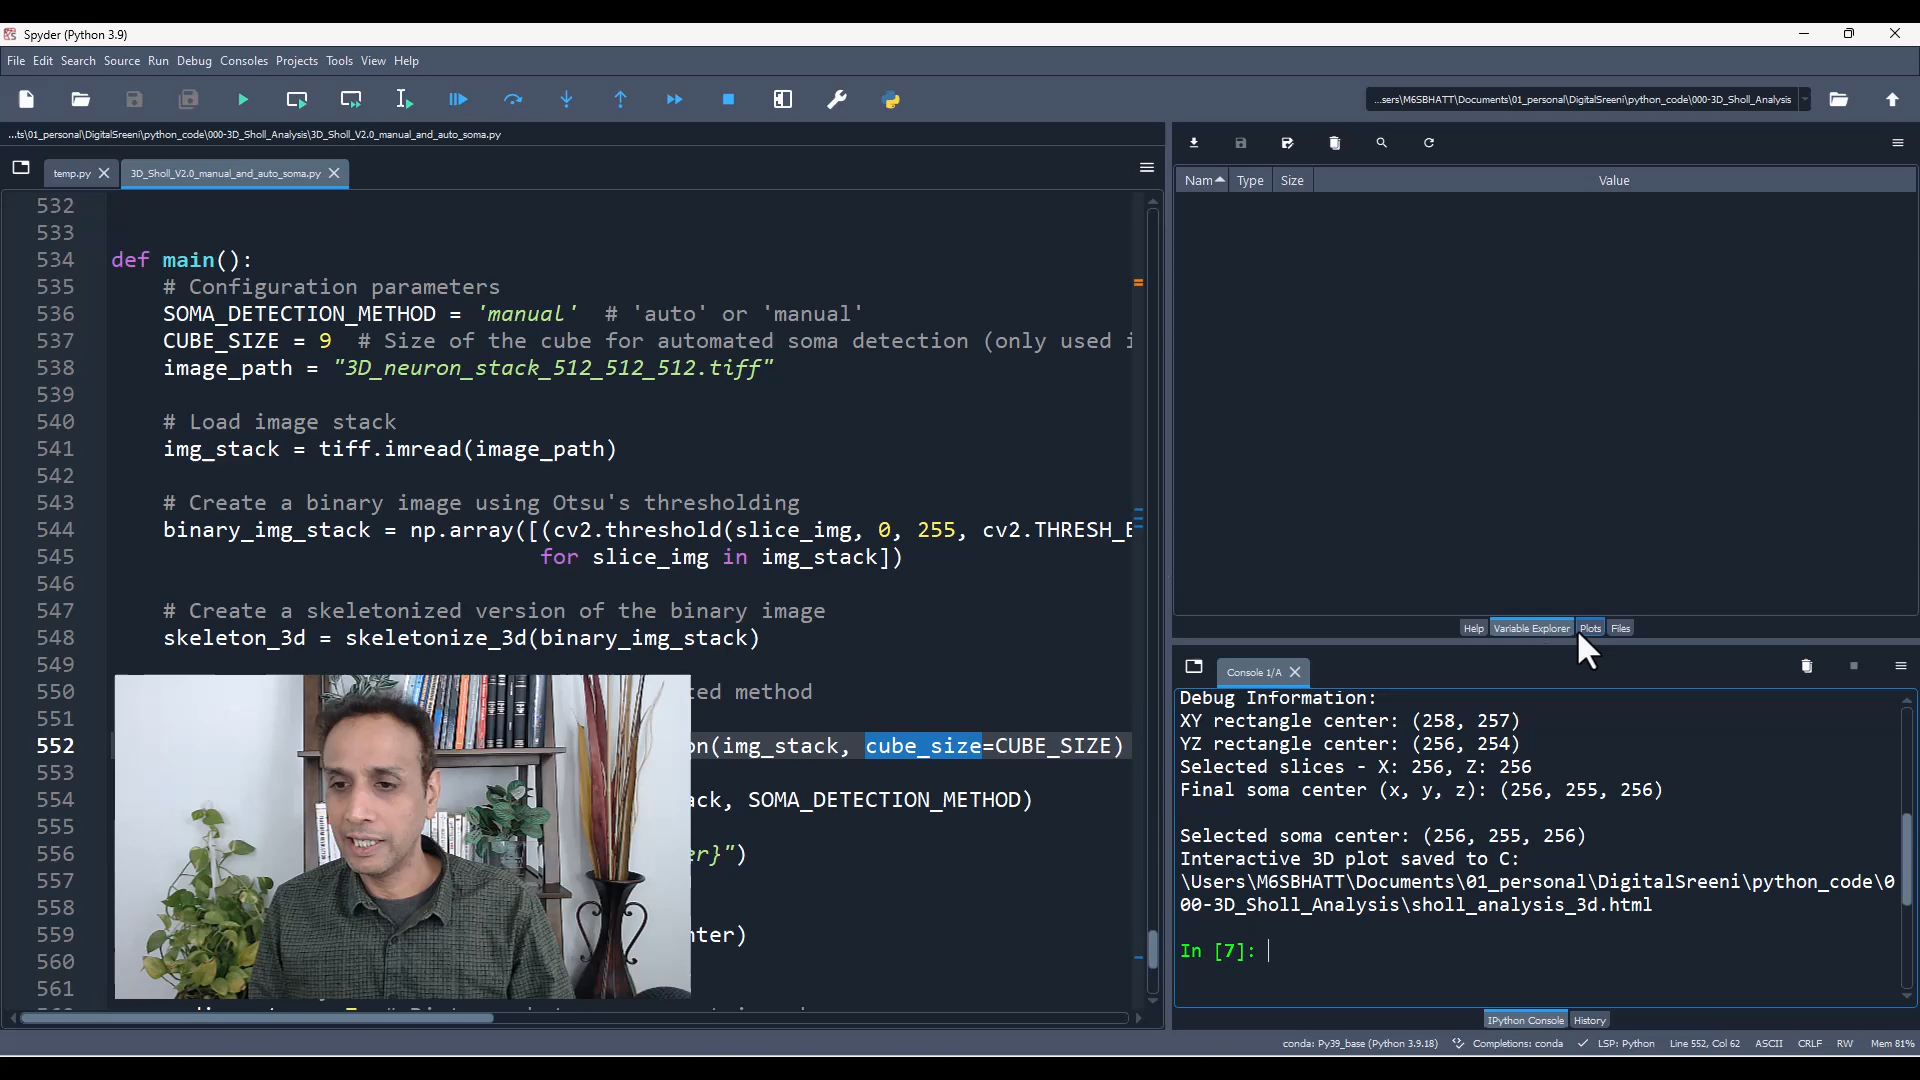 Spyder (Python 3.9)
File Edit Search Source Run Debug Consoles Projects Tools View Help
...sers\M6SBHATT\Documents\01_personal\DigitalSreeni\python_code\000-3D_Sholl_Analysis
...ts\01_personal\DigitalSreeni\python_code\000-3D_Sholl_Analysis\3D_Sholl_V2.0_manual_and_auto_soma.py
temp.py
3D_Sholl_V2.0_manual_and_auto_soma.py
532
533
534 def main():
535 # Configuration parameters
536 SOMA_DETECTION_METHOD = 'manual' # 'auto' or 'manual'
537 CUBE_SIZE = 9 # Size of the cube for automated soma detection (only used i
538 image_path = "3D_neuron_stack_512_512_512.tiff"
539
540 # Load image stack
541 img_stack = tiff.imread(image_path)
542
543 # Create a binary image using Otsu's thresholding
544 binary_img_stack = np.array([(cv2.threshold(slice_img, 0, 255, cv2.THRESH_B
545 for slice_img in img_stack])
546
547 # Create a skeletonized version of the binary image
548 skeleton_3d = skeletonize_3d(binary_img_stack)
549
550 ted method
551
552 on(img_stack, cube_size=CUBE_SIZE)
553
554 ack, SOMA_DETECTION_METHOD)
555
556 er}")
557
558
559 nter)
560
561
Nam Type Size Value
Help Variable Explorer Plots Files
Console 1/A
Debug Information:
XY rectangle center: (258, 257)
YZ rectangle center: (256, 254)
Selected slices - X: 256, Z: 256
Final soma center (x, y, z): (256, 255, 256)
Selected soma center: (256, 255, 256)
Interactive 3D plot saved to C:
\Users\M6SBHATT\Documents\01_personal\DigitalSreeni\python_code\0
00-3D_Sholl_Analysis\sholl_analysis_3d.html
In [7]:
IPython Console History
conda: Py39_base (Python 3.9.18) Completions: conda LSP: Python Line 552, Col 62 ASCII CRLF RW Mem 81%